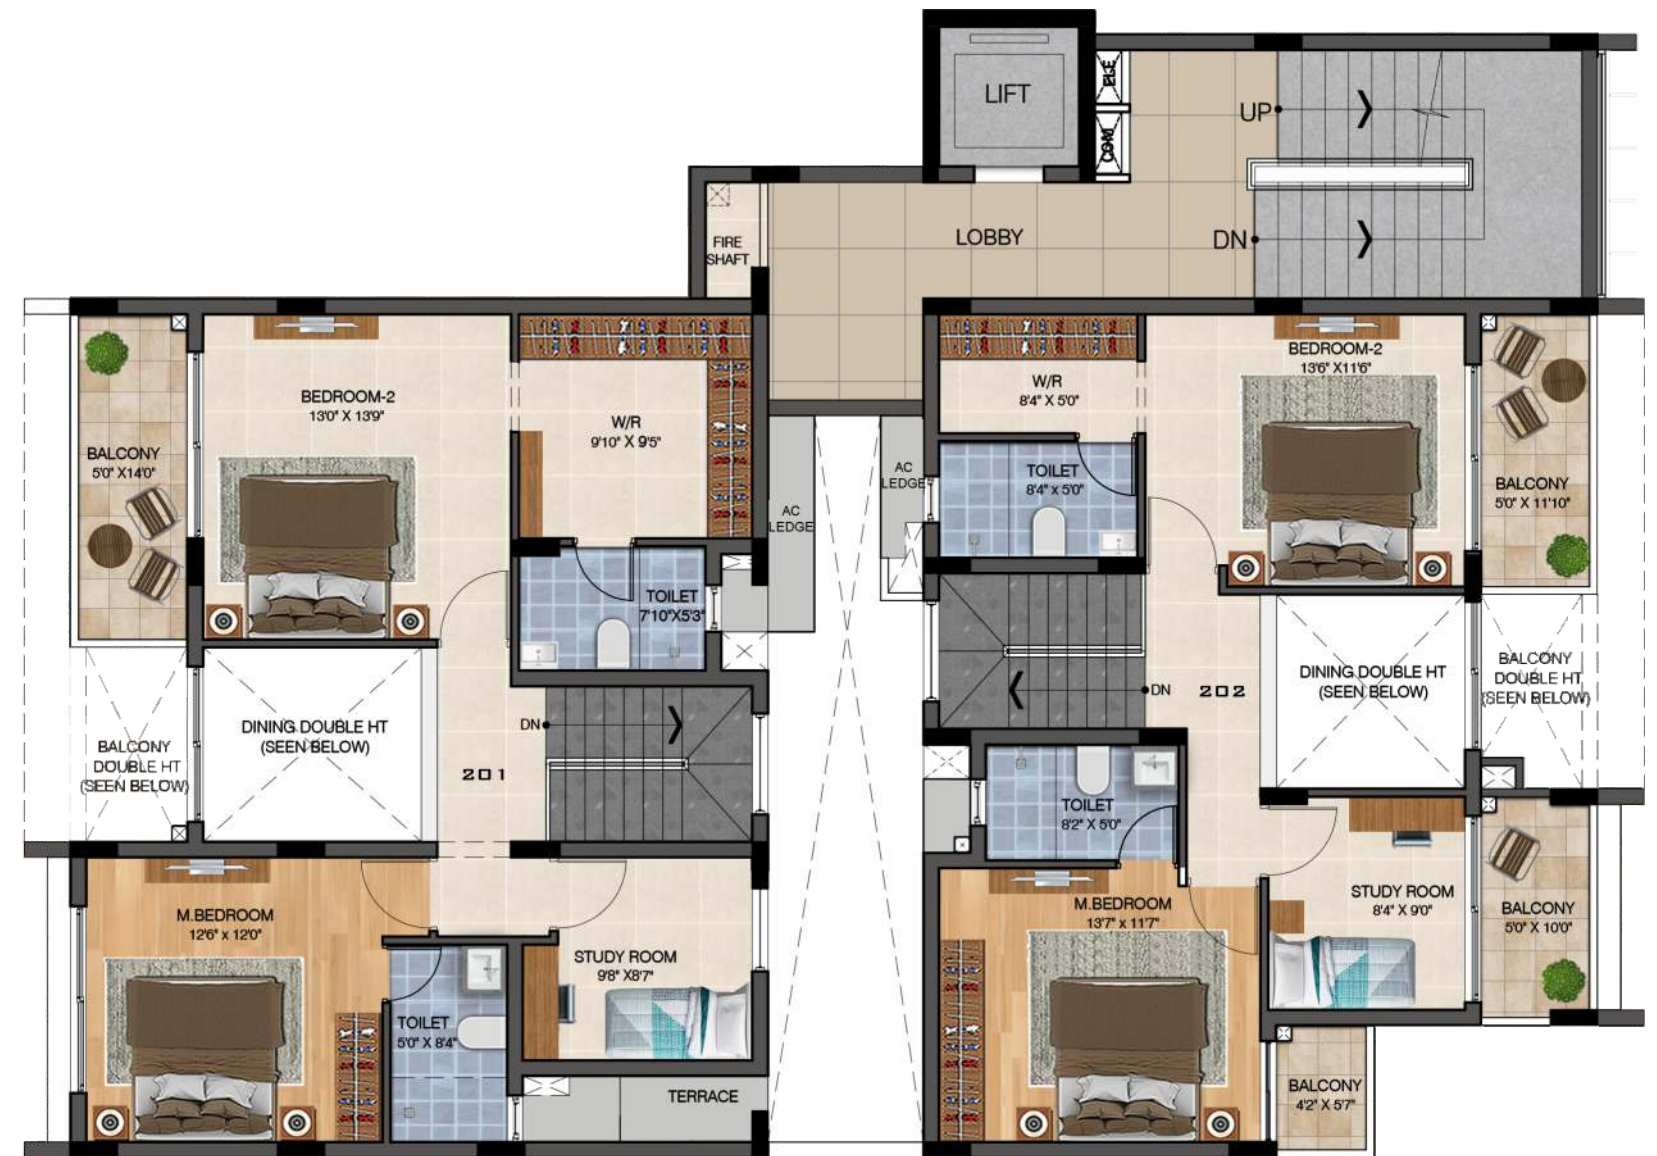 LIFT
ELE
COM
UP
FIRE
SHAFT
LOBBY
DN
BEDROOM-2
13'0" X 13'9"
W/R
9'10" X 9'5"
BALCONY
5'0" X14'0"
AC
LEDGE
TOILET
7'10"X5'3"
DINING DOUBLE HT
(SEEN BELOW)
BALCONY
DOUBLE HT
(SEEN BELOW)
DN
201
M.BEDROOM
12'6" x 12'0"
TOILET
5'0" X 8'4"
STUDY ROOM
9'8" X8'7"
TERRACE
BEDROOM-2
13'6" X11'6"
W/R
8'4" X 5'0"
AC
LEDGE
TOILET
8'4" x 5'0"
BALCONY
5'0" X 11'10"
DN
202
DINING DOUBLE HT
(SEEN BELOW)
BALCONY
DOUBLE HT
(SEEN BELOW)
TOILET
8'2" X 5'0"
M.BEDROOM
13'7" x 11'7"
STUDY ROOM
8'4" X 9'0"
BALCONY
5'0" X 10'0"
BALCONY
4'2" X 5'7"